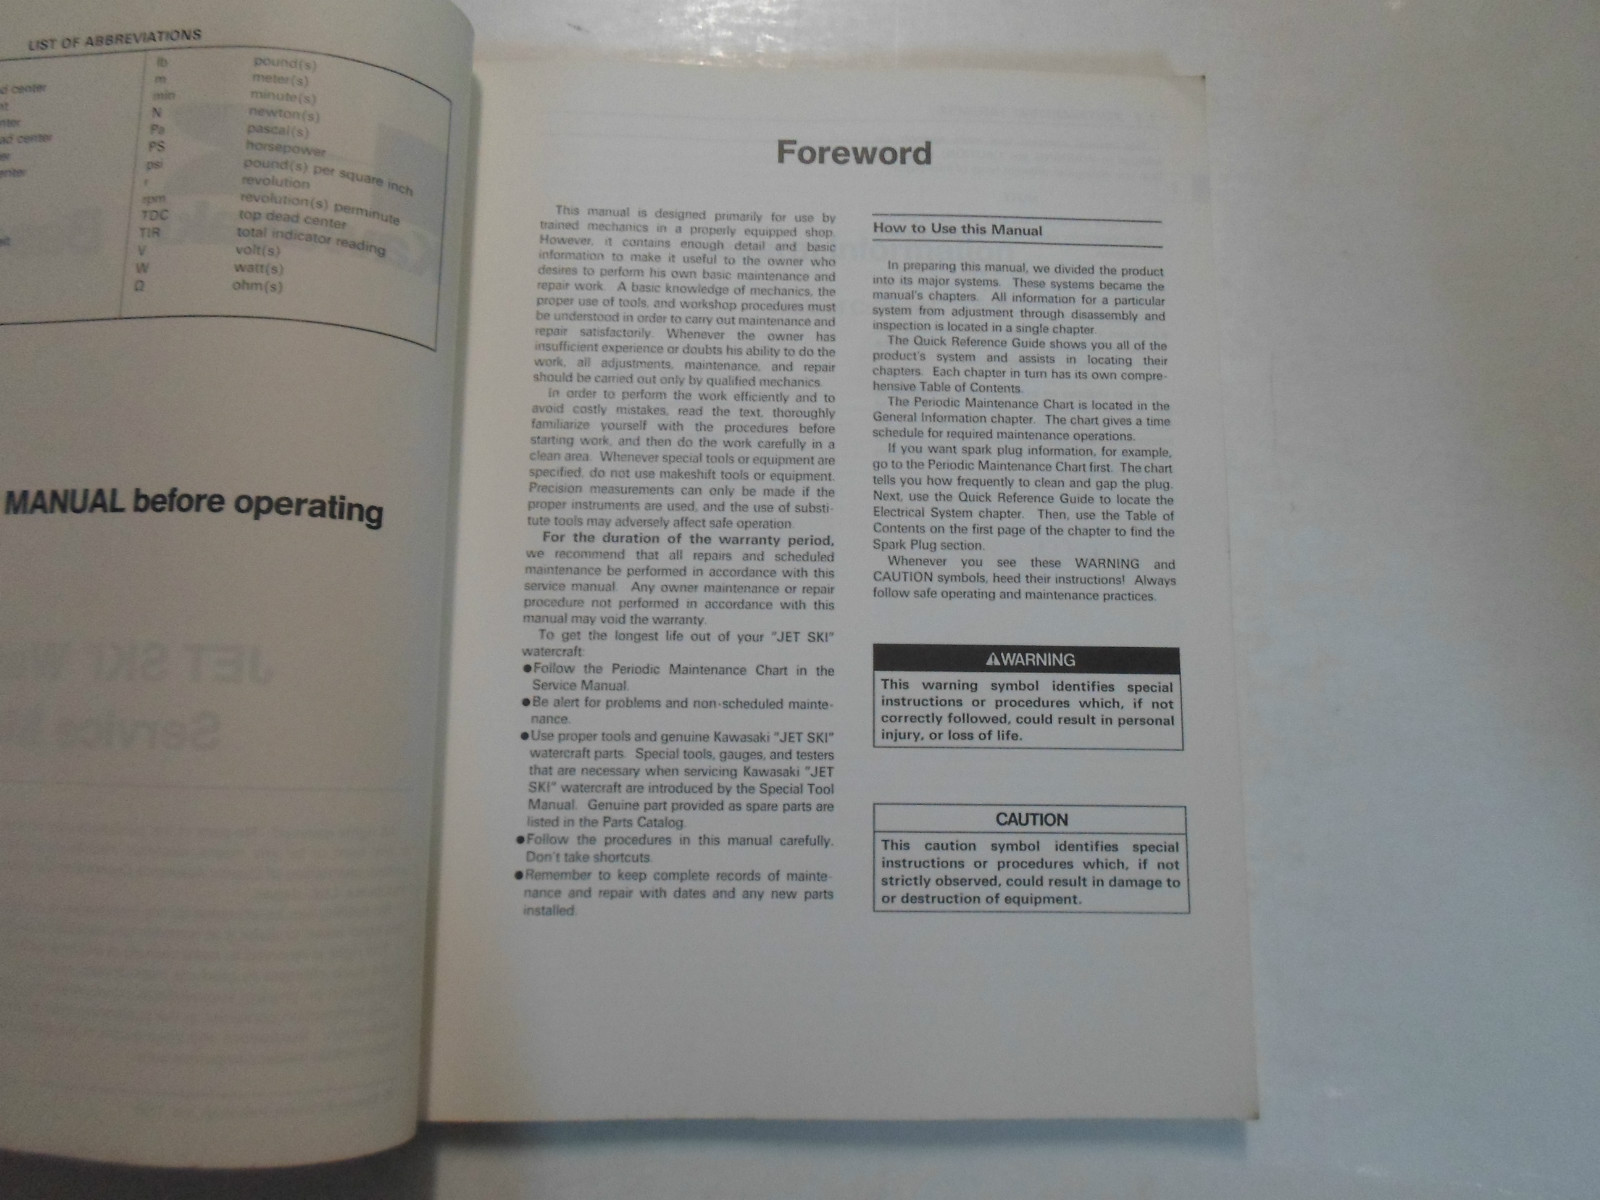 LIST OF ABBREVIATIONS
d center
ad center
lb pound(s)
m meter(s)
min minute(s)
N newton(s)
Pa pascal(s)
PS horsepower
psi pound(s) per square inch
r revolution
rpm revolution(s) perminute
TDC top dead center
TIR total indicator reading
V volt(s)
W watt(s)
Ω ohm(s)
MANUAL before operating
Foreword
This manual is designed primarily for use by
trained mechanics in a properly equipped shop.
However, it contains enough detail and basic
information to make it useful to the owner who
desires to perform his own basic maintenance and
repair work. A basic knowledge of mechanics, the
proper use of tools, and workshop procedures must
be understood in order to carry out maintenance and
repair satisfactorily. Whenever the owner has
insufficient experience or doubts his ability to do the
work, all adjustments, maintenance, and repair
should be carried out only by qualified mechanics.
In order to perform the work efficiently and to
avoid costly mistakes, read the text, thoroughly
familiarize yourself with the procedures before
starting work, and then do the work carefully in a
clean area. Whenever special tools or equipment are
specified, do not use makeshift tools or equipment.
Precision measurements can only be made if the
proper instruments are used, and the use of substi-
tute tools may adversely affect safe operation.
For the duration of the warranty period,
we recommend that all repairs and scheduled
maintenance be performed in accordance with this
service manual. Any owner maintenance or repair
procedure not performed in accordance with this
manual may void the warranty.
To get the longest life out of your "JET SKI"
watercraft:
●Follow the Periodic Maintenance Chart in the
Service Manual.
●Be alert for problems and non-scheduled mainte-
nance.
●Use proper tools and genuine Kawasaki "JET SKI"
watercraft parts. Special tools, gauges, and testers
that are necessary when servicing Kawasaki "JET
SKI" watercraft are introduced by the Special Tool
Manual. Genuine part provided as spare parts are
listed in the Parts Catalog.
●Follow the procedures in this manual carefully.
Don't take shortcuts.
●Remember to keep complete records of mainte-
nance and repair with dates and any new parts
installed.
How to Use this Manual
In preparing this manual, we divided the product
into its major systems. These systems became the
manual's chapters. All information for a particular
system from adjustment through disassembly and
inspection is located in a single chapter.
The Quick Reference Guide shows you all of the
product's system and assists in locating their
chapters. Each chapter in turn has its own compre-
hensive Table of Contents.
The Periodic Maintenance Chart is located in the
General Information chapter. The chart gives a time
schedule for required maintenance operations.
If you want spark plug information, for example,
go to the Periodic Maintenance Chart first. The chart
tells you how frequently to clean and gap the plug.
Next, use the Quick Reference Guide to locate the
Electrical System chapter. Then, use the Table of
Contents on the first page of the chapter to find the
Spark Plug section.
Whenever you see these WARNING and
CAUTION symbols, heed their instructions! Always
follow safe operating and maintenance practices.
⚠WARNING
This warning symbol identifies special
instructions or procedures which, if not
correctly followed, could result in personal
injury, or loss of life.
CAUTION
This caution symbol identifies special
instructions or procedures which, if not
strictly observed, could result in damage to
or destruction of equipment.